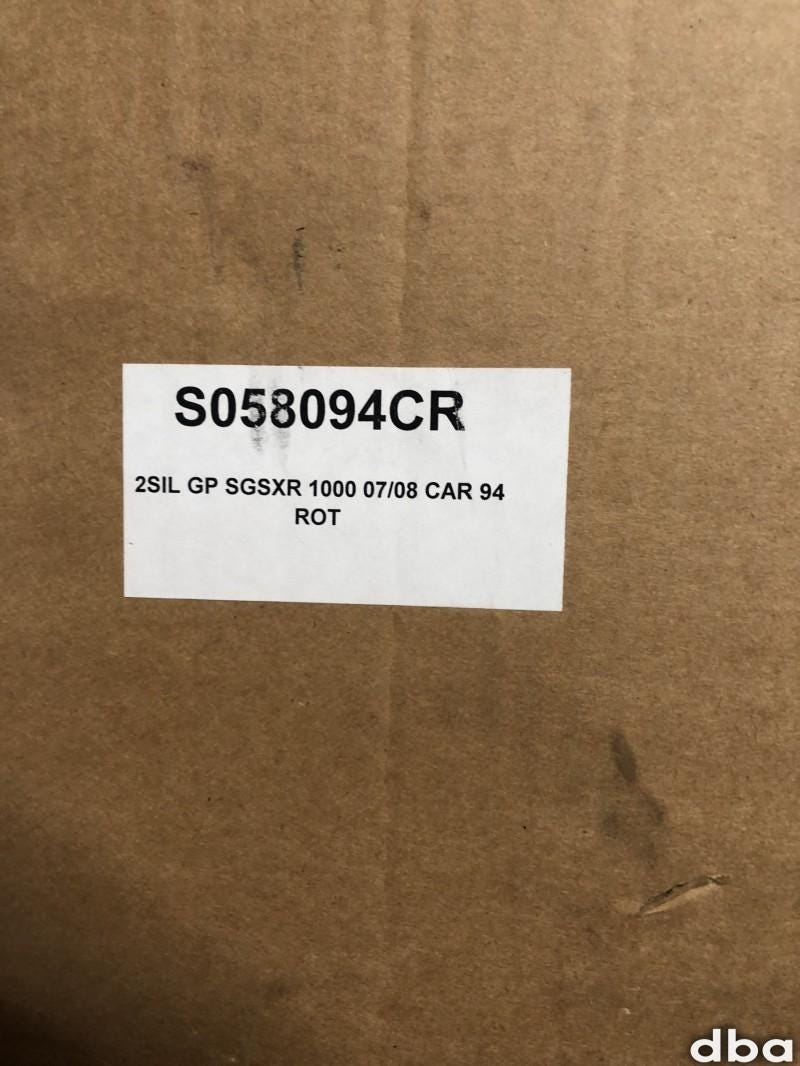 S058094CR
2SIL GP SGSXR 1000 07/08 CAR 94
ROT
dba